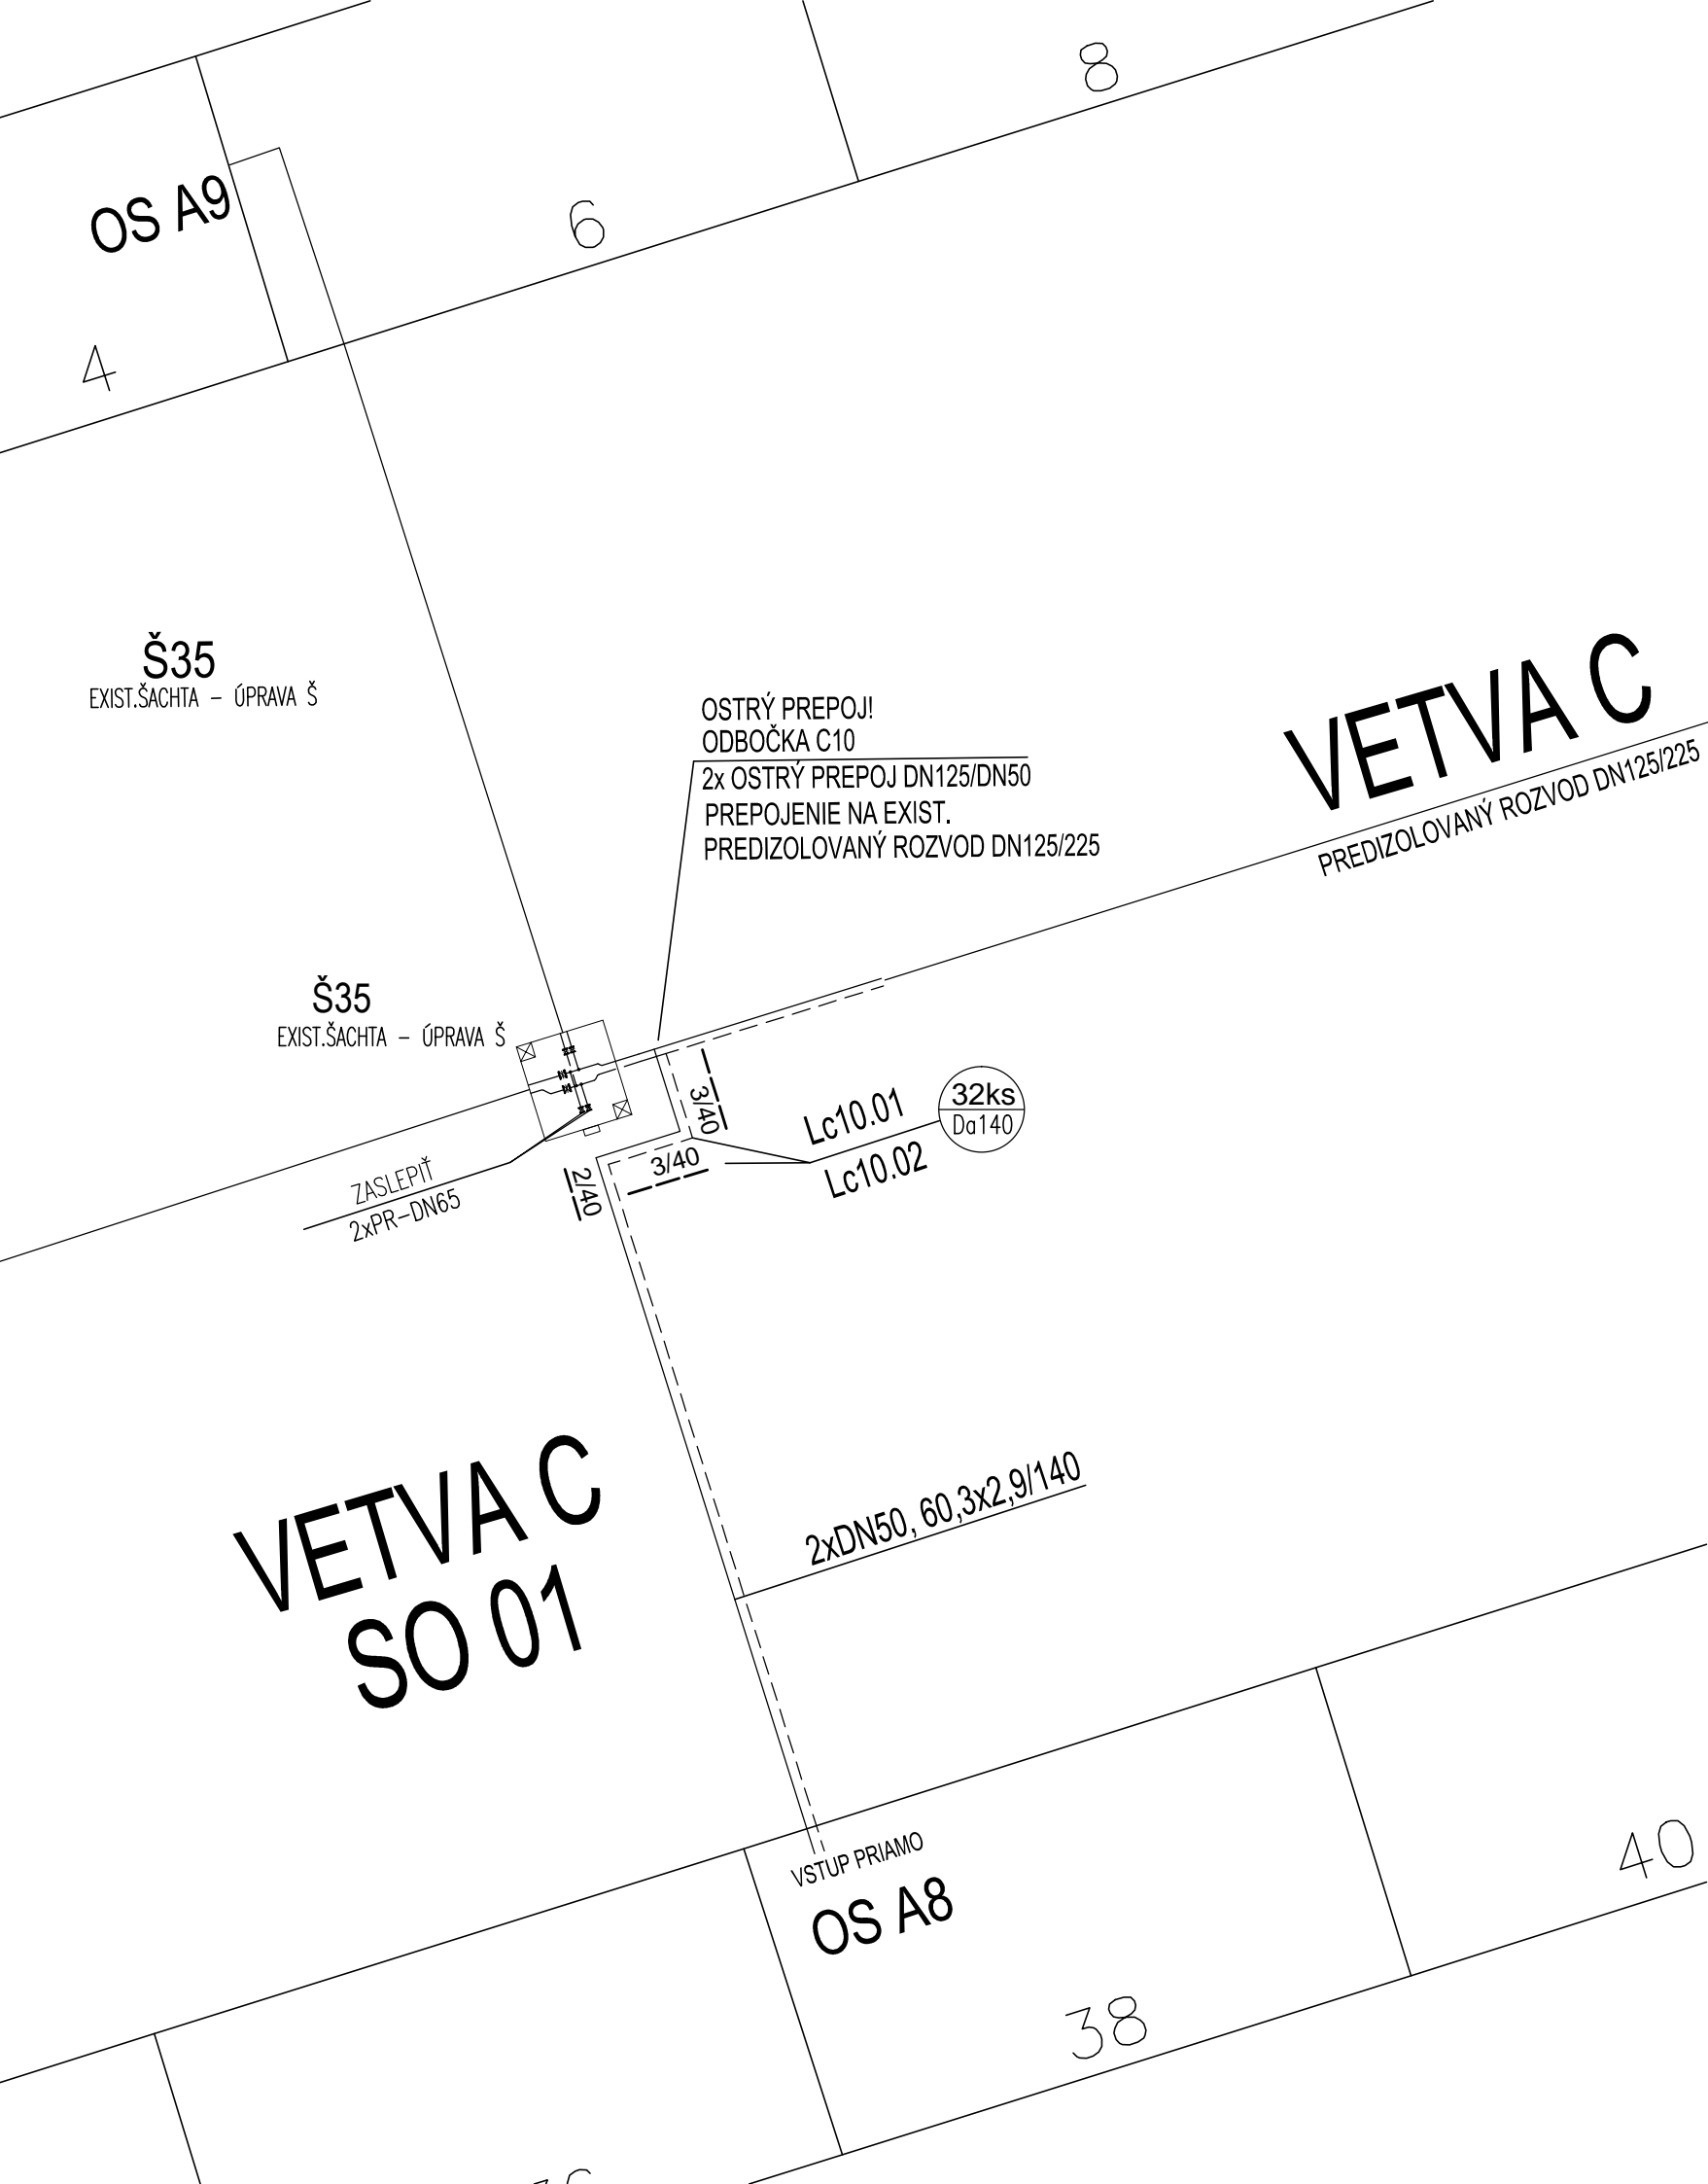 8
OS A9
6
4
Š35
EXIST.ŠACHTA – ÚPRAVA Š
OSTRÝ PREPOJ!
ODBOČKA C10
2x OSTRÝ PREPOJ DN125/DN50
PREPOJENIE NA EXIST.
PREDIZOLOVANÝ ROZVOD DN125/225
VETVA C
PREDIZOLOVANÝ ROZVOD DN125/225
Š35
EXIST.ŠACHTA – ÚPRAVA Š
3/40
3/40
2/40
Lc10.01
Lc10.02
32ks
Da140
ZASLEPIŤ
2xPR–DN65
VETVA C
SO 01
2xDN50, 60,3x2,9/140
VSTUP PRIAMO
OS A8
40
38